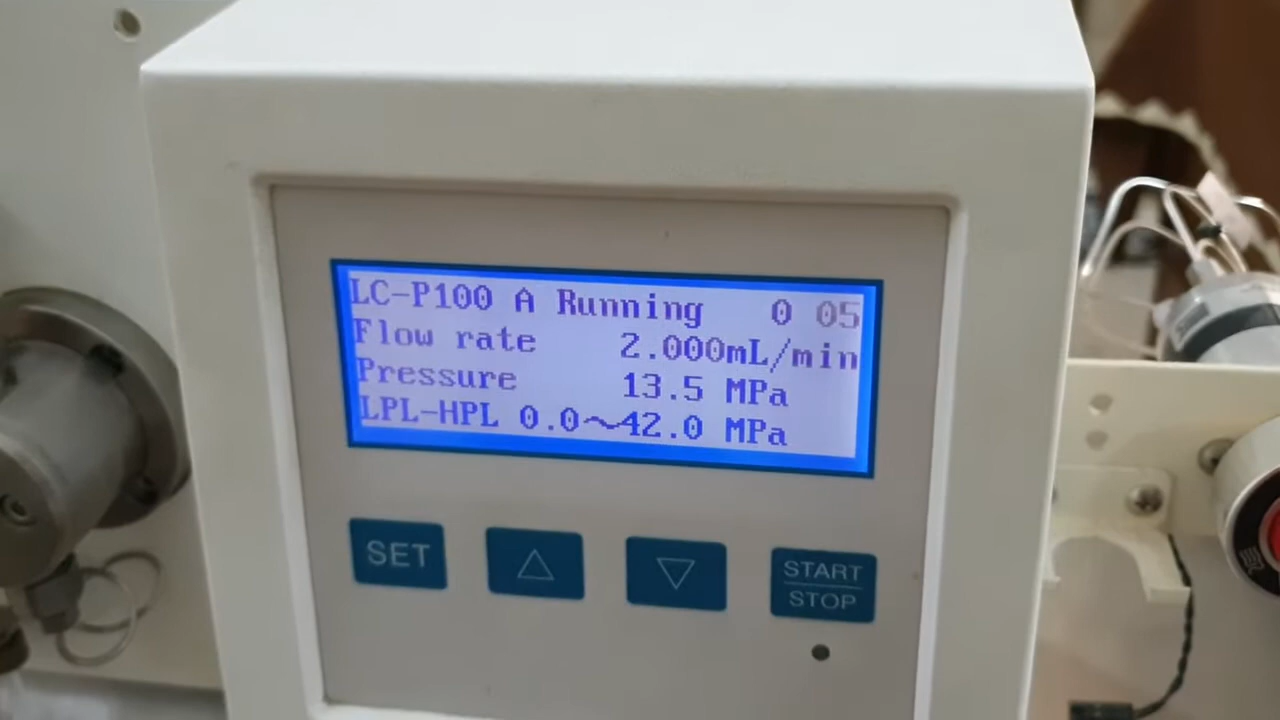 LC-P100 A Running 0 05
Flow rate 2.000mL/min
Pressure 13.5 MPa
LPL-HPL 0.0～42.0 MPa
SET
START
STOP